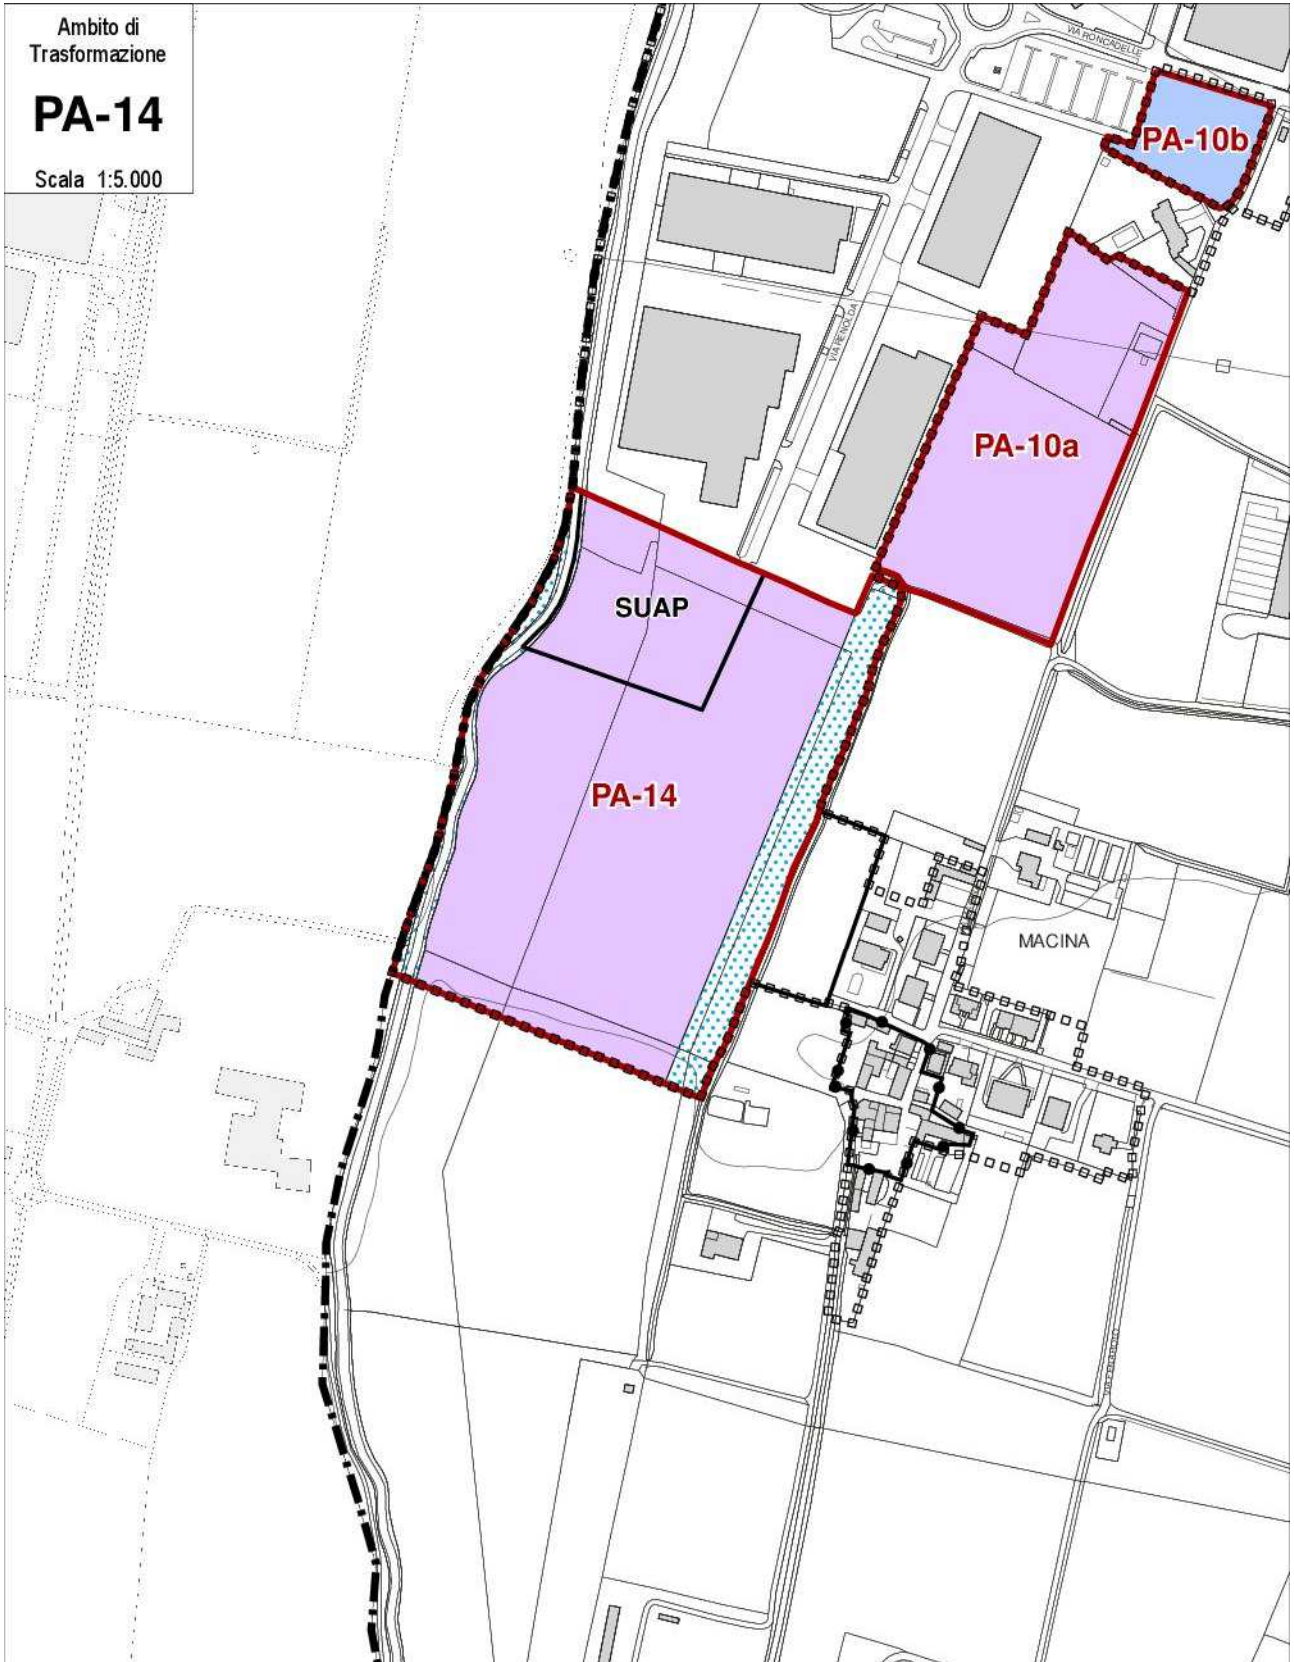 Ambito di
Trasformazione
PA-14
Scala 1:5.000
VIA RONCADELLE
PA-10b
VIA PENOLDA
PA-10a
SUAP
PA-14
MACINA